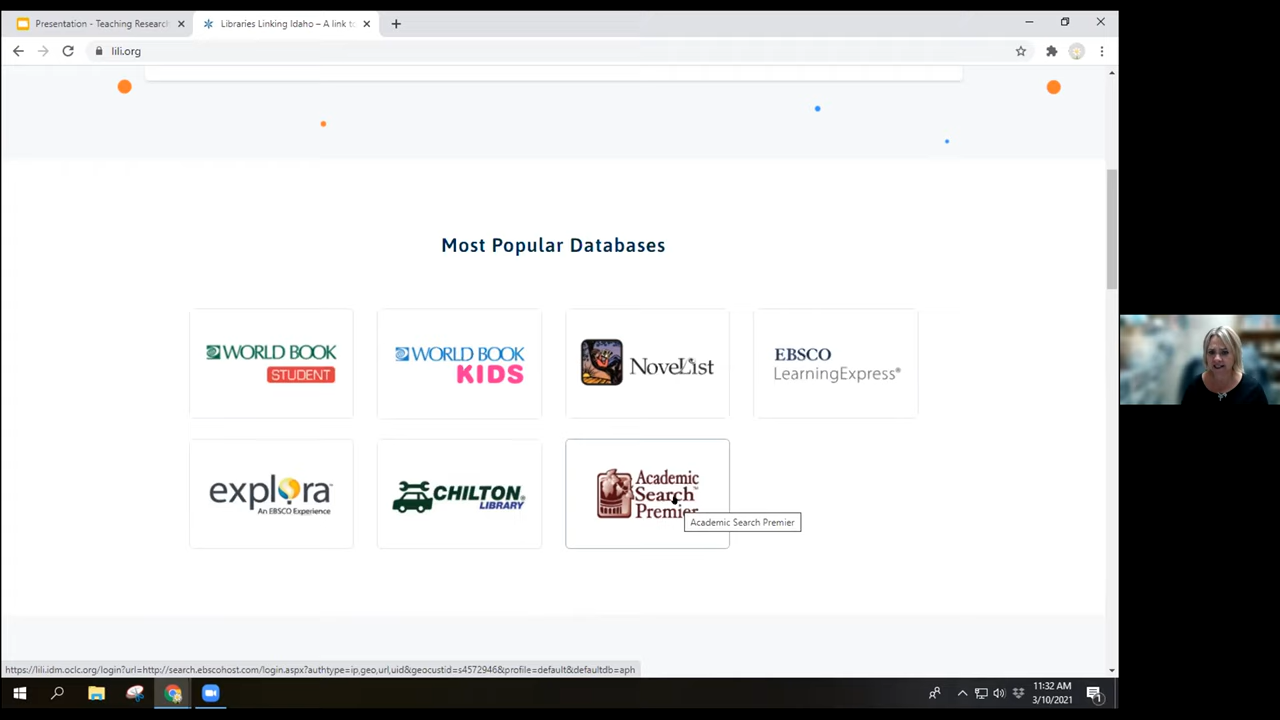 Presentation - Teaching Researc
Libraries Linking Idaho – A link to
lili.org
Most Popular Databases
WORLD BOOK
STUDENT
WORLD BOOK
KIDS
NoveList
EBSCO
LearningExpress®
explora
An EBSCO Experience
CHILTON®
LIBRARY
Academic
Search™
Premier
Academic Search Premier
https://lili.idm.oclc.org/login?url=http://search.ebscohost.com/login.aspx?authtype=ip,geo,url,uid&geocustid=s4572946&profile=default&defaultdb=aph
11:32 AM
3/10/2021
1